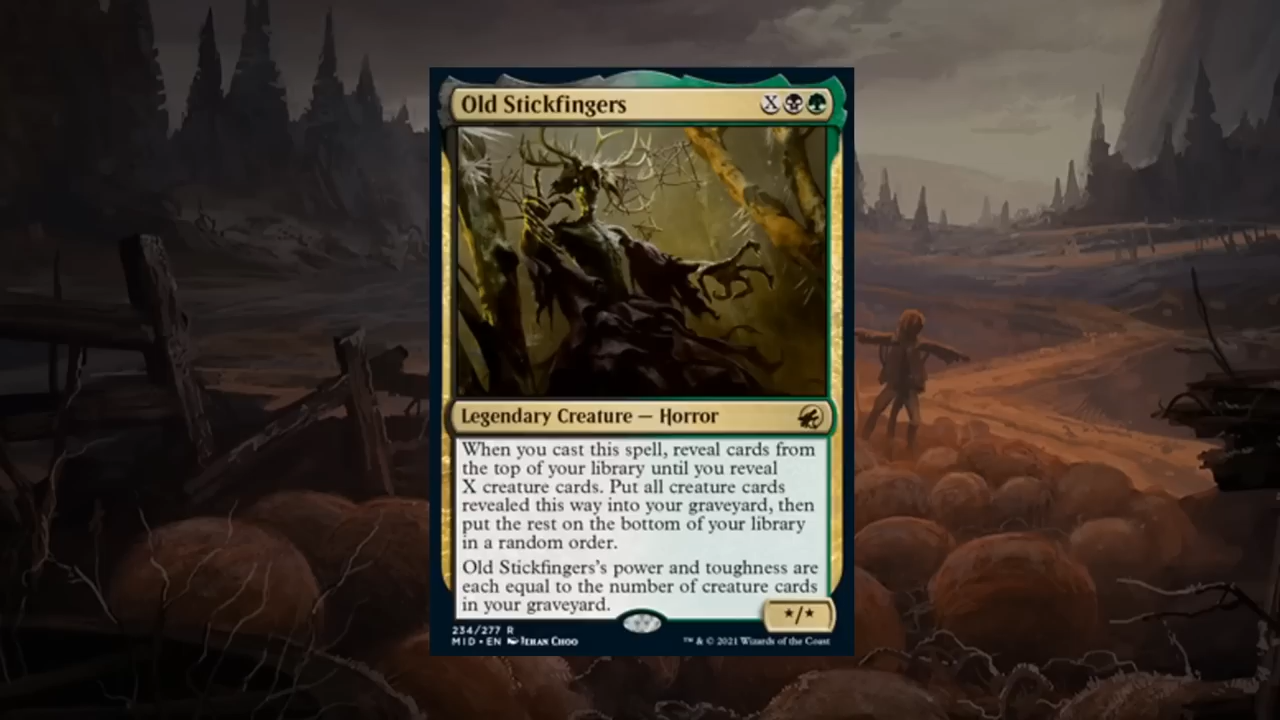 Old Stickfingers X
Legendary Creature — Horror
When you cast this spell, reveal cards from
the top of your library until you reveal
X creature cards. Put all creature cards
revealed this way into your graveyard, then
put the rest on the bottom of your library
in a random order.
Old Stickfingers's power and toughness are
each equal to the number of creature cards
in your graveyard.
*/*
234/277 R
MID • EN Jehan Choo
™ & © 2021 Wizards of the Coast